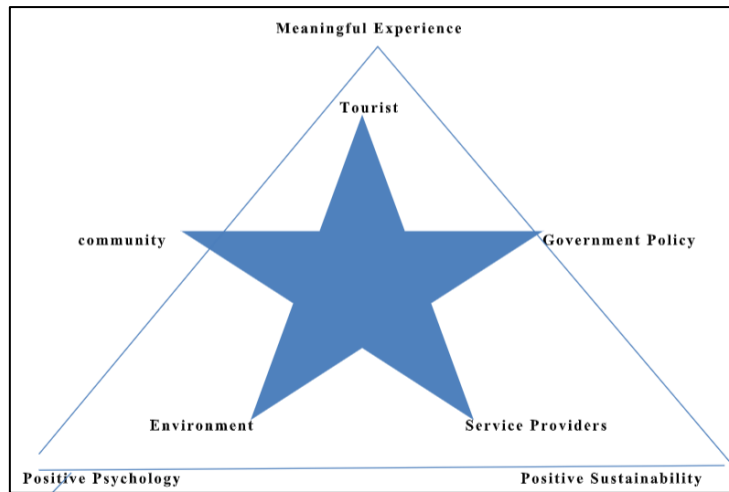 Meaningful Experience
Tourist
community
Government Policy
Environment
Service Providers
Positive Psychology
Positive Sustainability